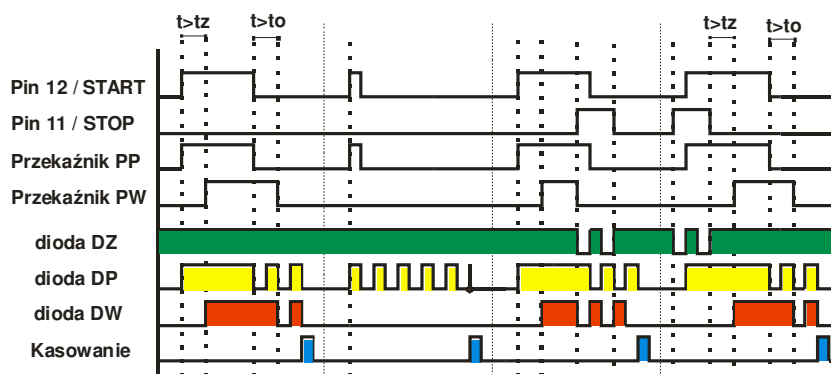 t>tz
t>to
t>tz
t>to
Pin 12 / START
Pin 11 / STOP
Przekaźnik PP
Przekaźnik PW
dioda DZ
dioda DP
dioda DW
Kasowanie